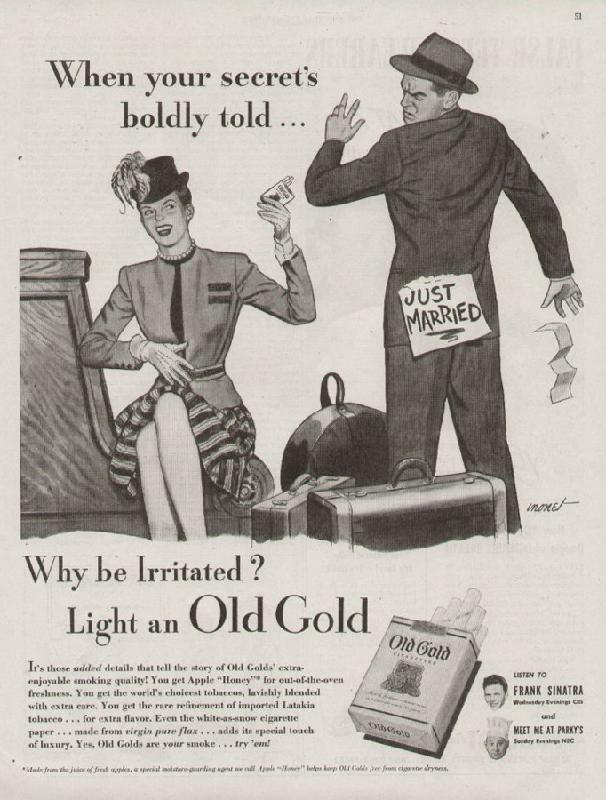 51
When your secret's
boldly told ...
JUST
MARRIED
Why be Irritated?
Light an Old Gold
It's those added details that tell the story of Old Golds' extra-
enjoyable smoking quality! You get Apple "Honey"* for out-of-the-oven
freshness. You get the world's choicest tobaccos, lavishly blended
with extra care. You get the rare refinement of imported Latakia
tobacco ... for extra flavor. Even the white-as-snow cigarette
paper ... made from virgin pure flax ... adds its special touch
of luxury. Yes, Old Golds are your smoke ... try 'em!
Old Gold
CIGARETTES
OLD GOLD
LISTEN TO
FRANK SINATRA
Wednesday Evenings CBS
and
MEET ME AT PARKY'S
Sunday Evenings NBC
*Made from the juice of fresh apples, a special moisture-guarding agent we call Apple "Honey" helps keep Old Golds free from cigarette dryness.